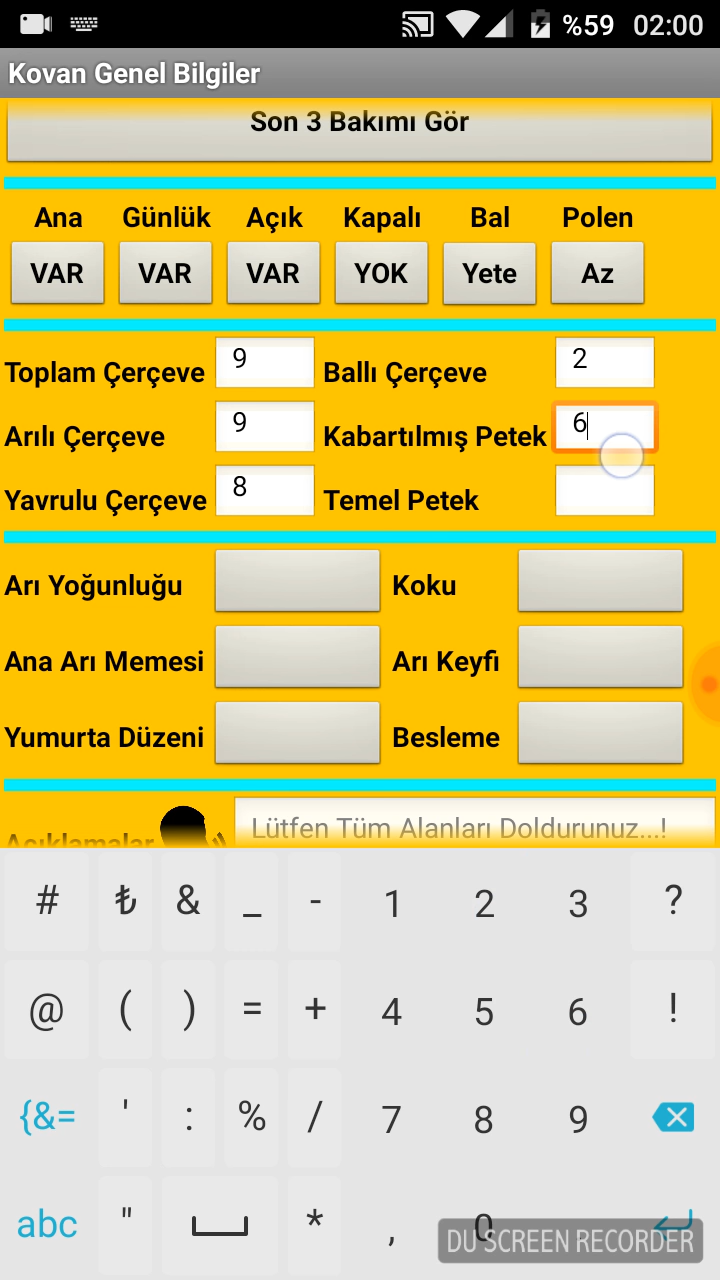 %59 02:00
Kovan Genel Bilgiler
Son 3 Bakımı Gör
Ana Günlük Açık Kapalı Bal Polen
VAR VAR VAR YOK Yete Az
Toplam Çerçeve 9 Ballı Çerçeve 2
Arılı Çerçeve 9 Kabartılmış Petek 6
Yavrulu Çerçeve 8 Temel Petek
Arı Yoğunluğu Koku
Ana Arı Memesi Arı Keyfi
Yumurta Düzeni Besleme
Açıklamalar Lütfen Tüm Alanları Doldurunuz...!
# ₺ & _ - 1 2 3 ?
@ ( ) = + 4 5 6 !
{&= ' : % / 7 8 9
abc " * , 0
DU SCREEN RECORDER